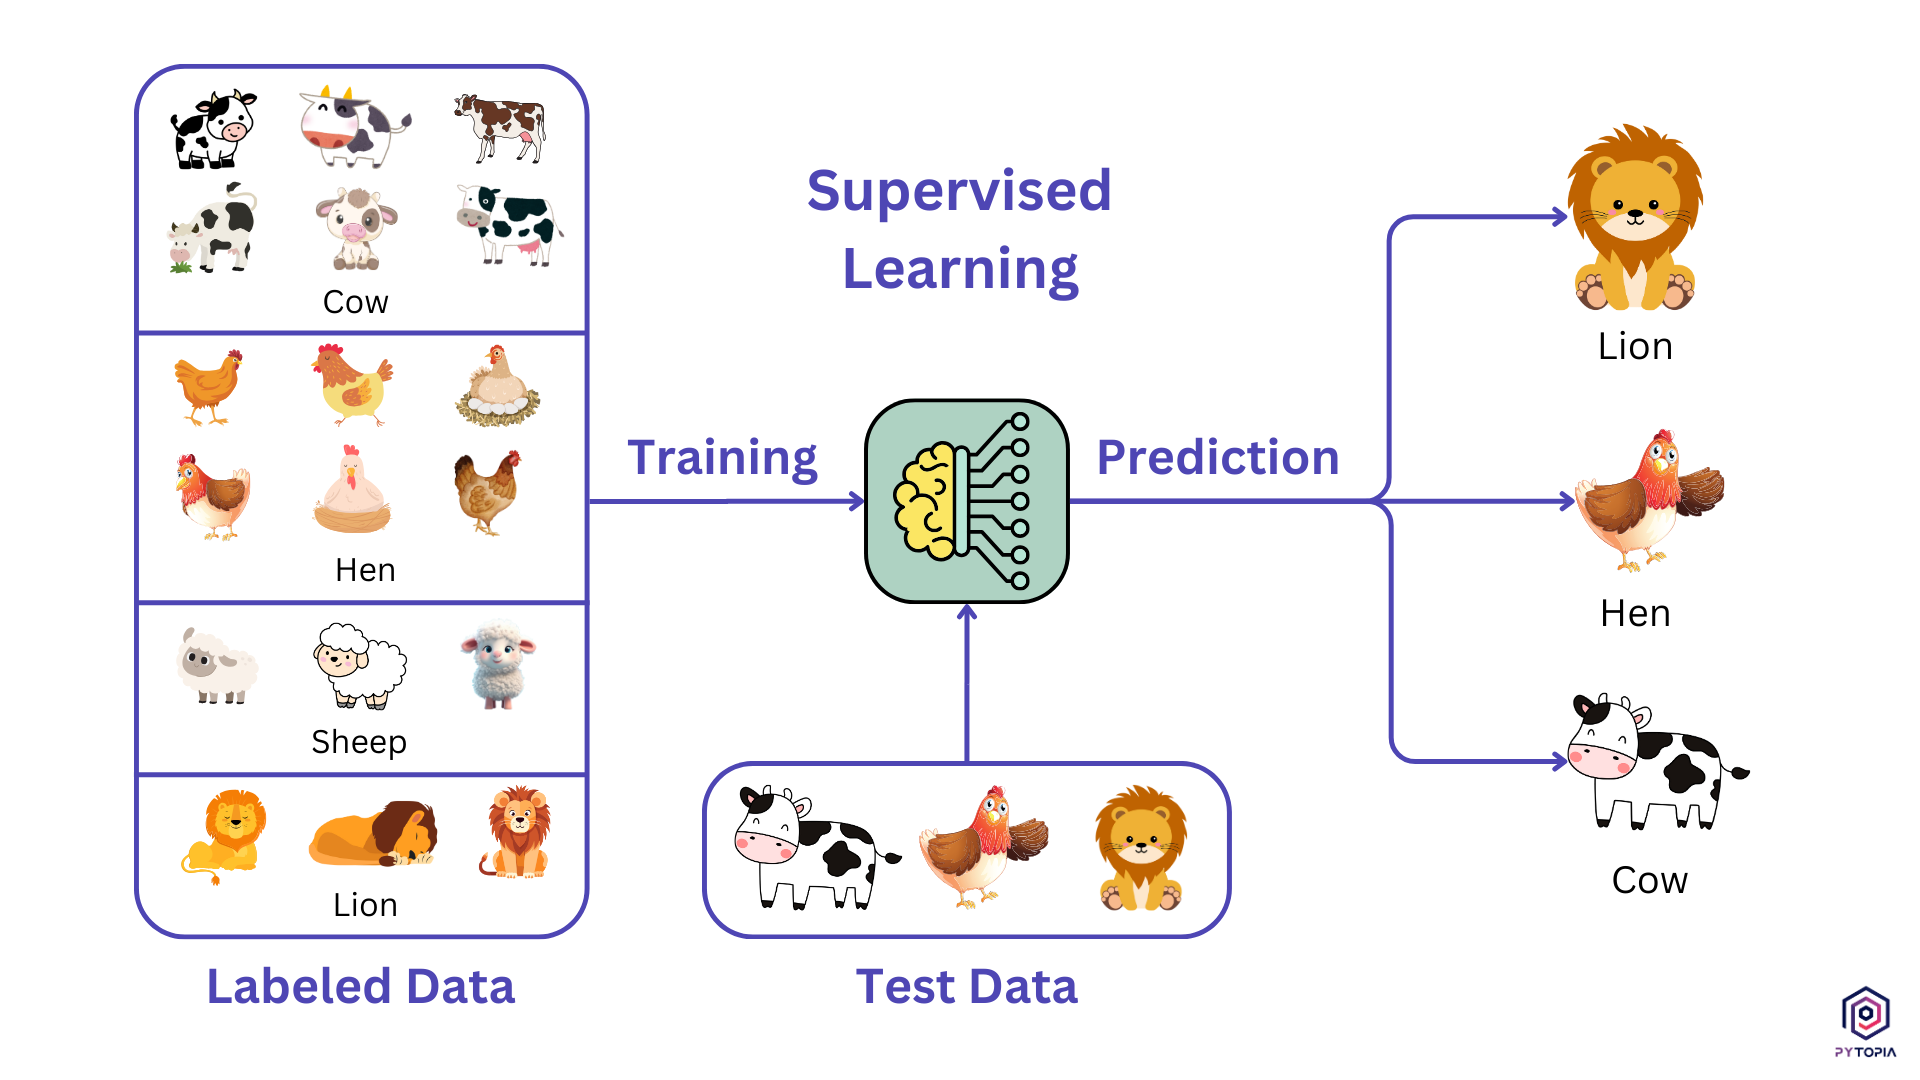 Supervised
Learning
Cow
Hen
Sheep
Lion
Labeled Data
Training
Test Data
Prediction
Lion
Hen
Cow
PYTOPIA